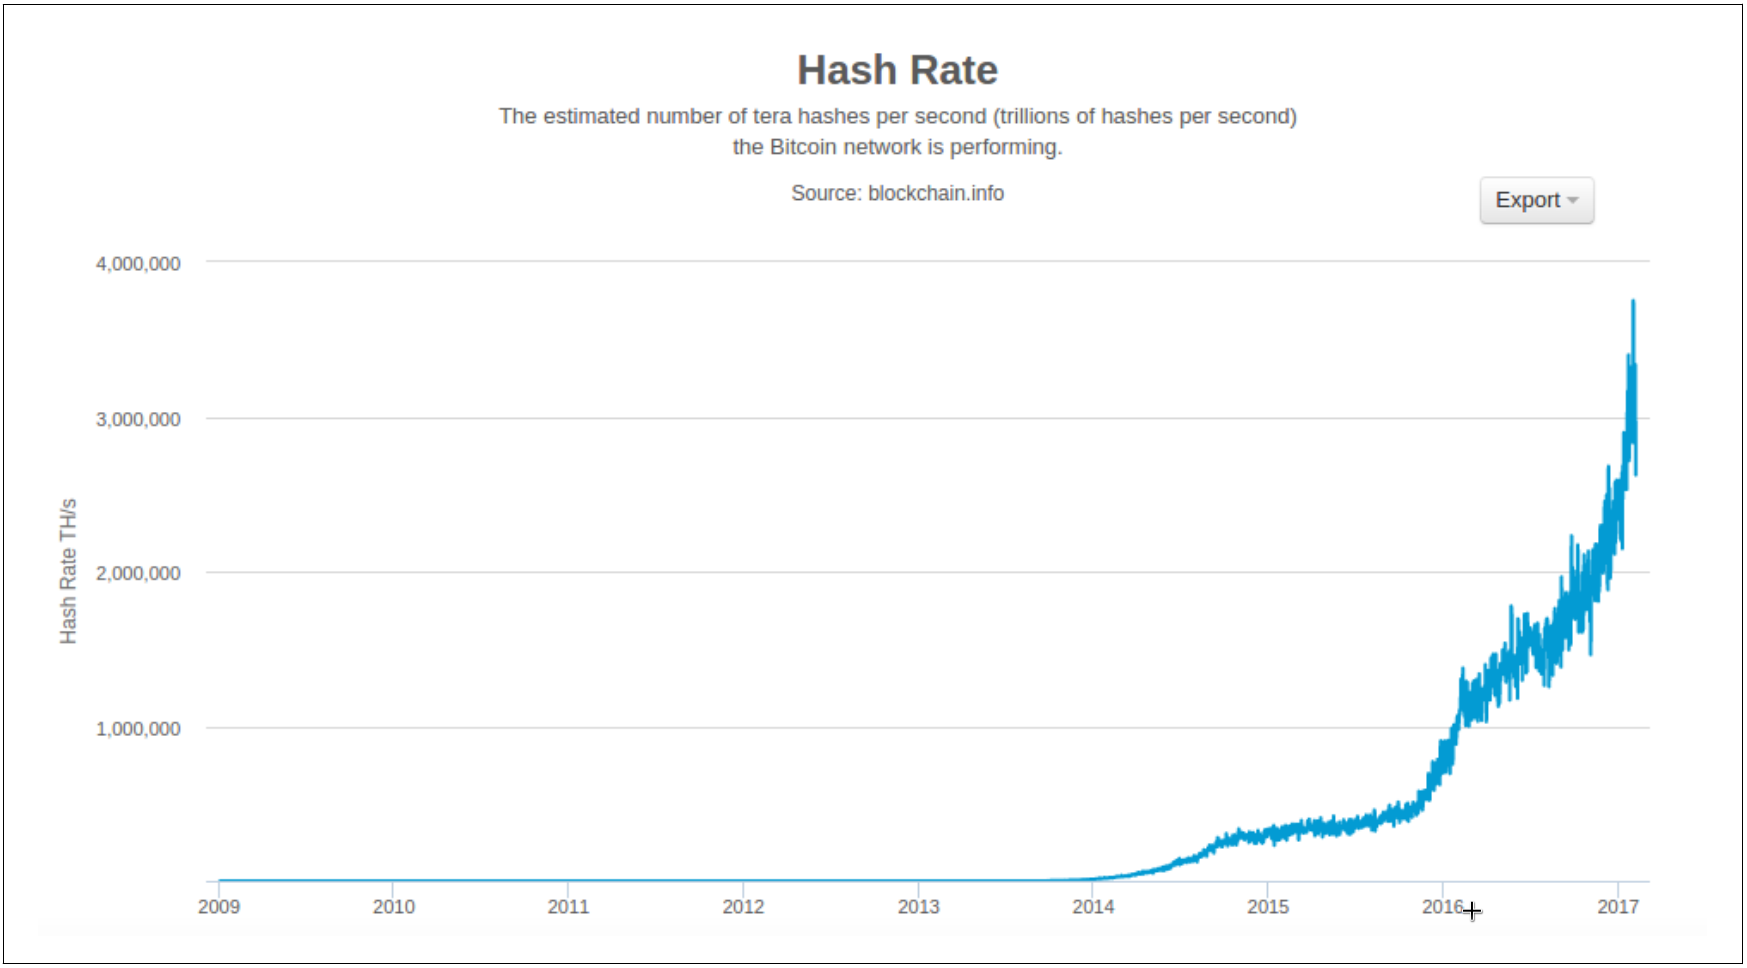 Hash Rate
The estimated number of tera hashes per second (trillions of hashes per second)
the Bitcoin network is performing.
Source: blockchain.info
Export
4,000,000
3,000,000
2,000,000
1,000,000
Hash Rate TH/s
2009 2010 2011 2012 2013 2014 2015 2016 2017